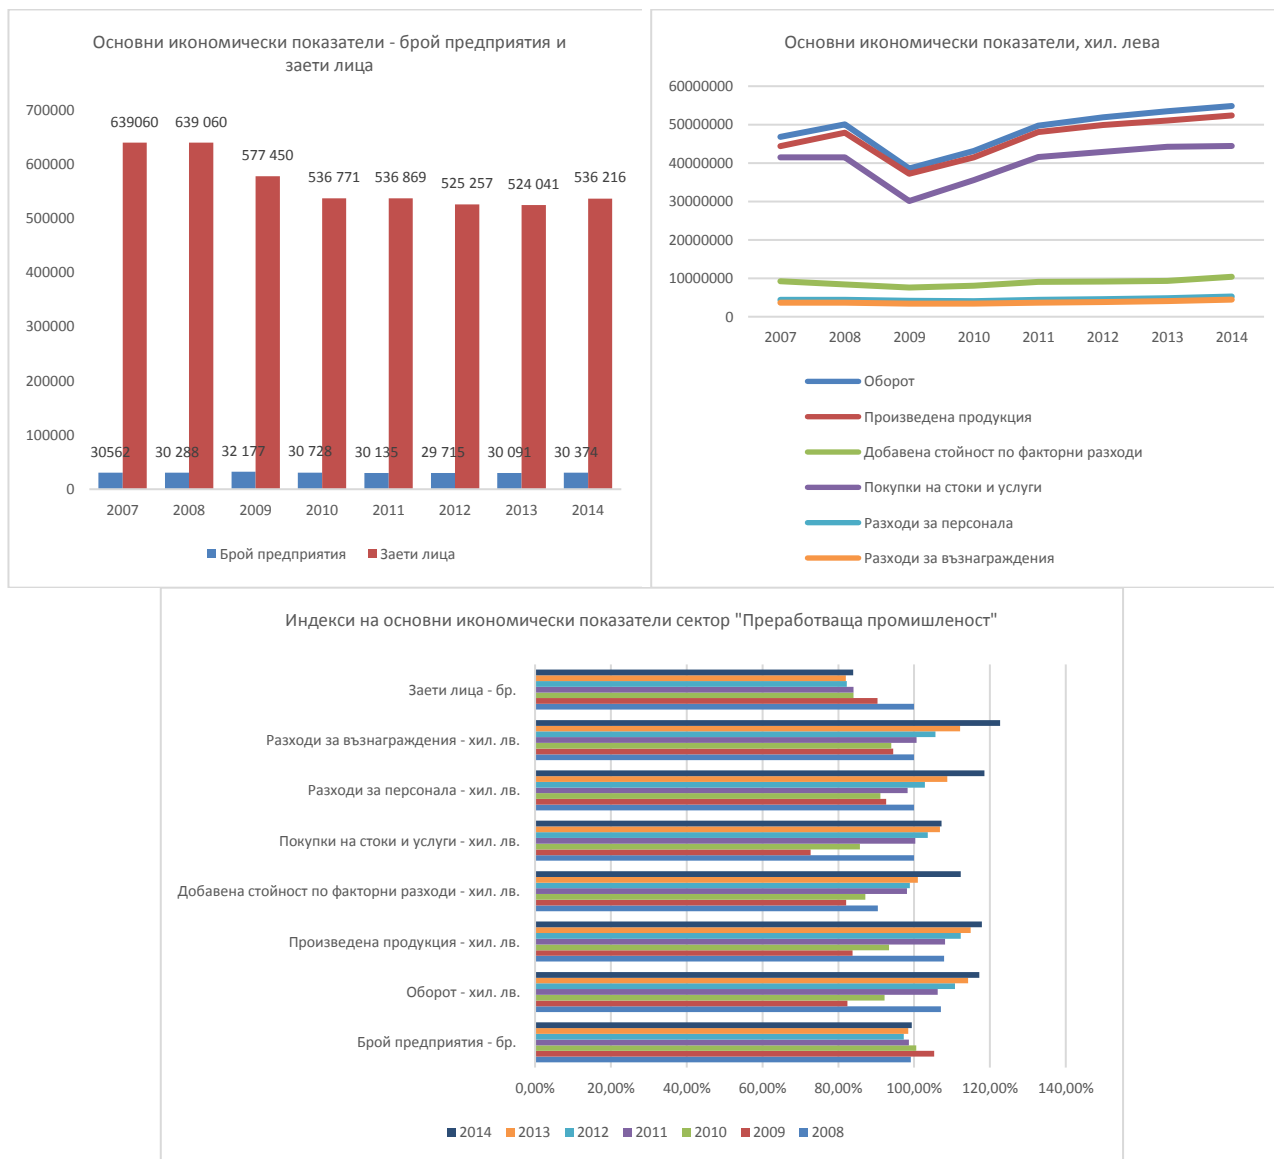 Основни икономически показатели - брой предприятия и
заети лица
700000
600000
500000
400000
300000
200000
100000
0
639060
639 060
577 450
536 771
536 869
525 257
524 041
536 216
30562
30 288
32 177
30 728
30 135
29 715
30 091
30 374
2007 2008 2009 2010 2011 2012 2013 2014
Брой предприятия Заети лица
Основни икономически показатели, хил. лева
60000000
50000000
40000000
30000000
20000000
10000000
0
2007 2008 2009 2010 2011 2012 2013 2014
Оборот
Произведена продукция
Добавена стойност по факторни разходи
Покупки на стоки и услуги
Разходи за персонала
Разходи за възнаграждения
Индекси на основни икономически показатели сектор "Преработваща промишленост"
Заети лица - бр.
Разходи за възнаграждения - хил. лв.
Разходи за персонала - хил. лв.
Покупки на стоки и услуги - хил. лв.
Добавена стойност по факторни разходи - хил. лв.
Произведена продукция - хил. лв.
Оборот - хил. лв.
Брой предприятия - бр.
0,00% 20,00% 40,00% 60,00% 80,00% 100,00% 120,00% 140,00%
2014 2013 2012 2011 2010 2009 2008